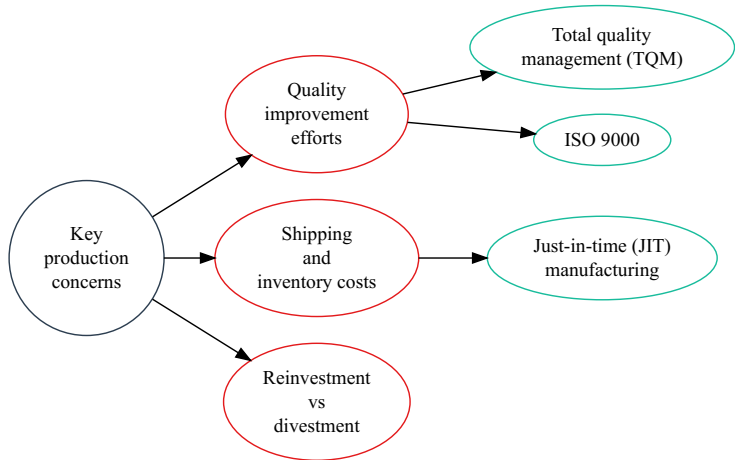 Key
production
concerns
Quality
improvement
efforts
Total quality
management (TQM)
ISO 9000
Shipping
and
inventory costs
Just-in-time (JIT)
manufacturing
Reinvestment
vs
divestment